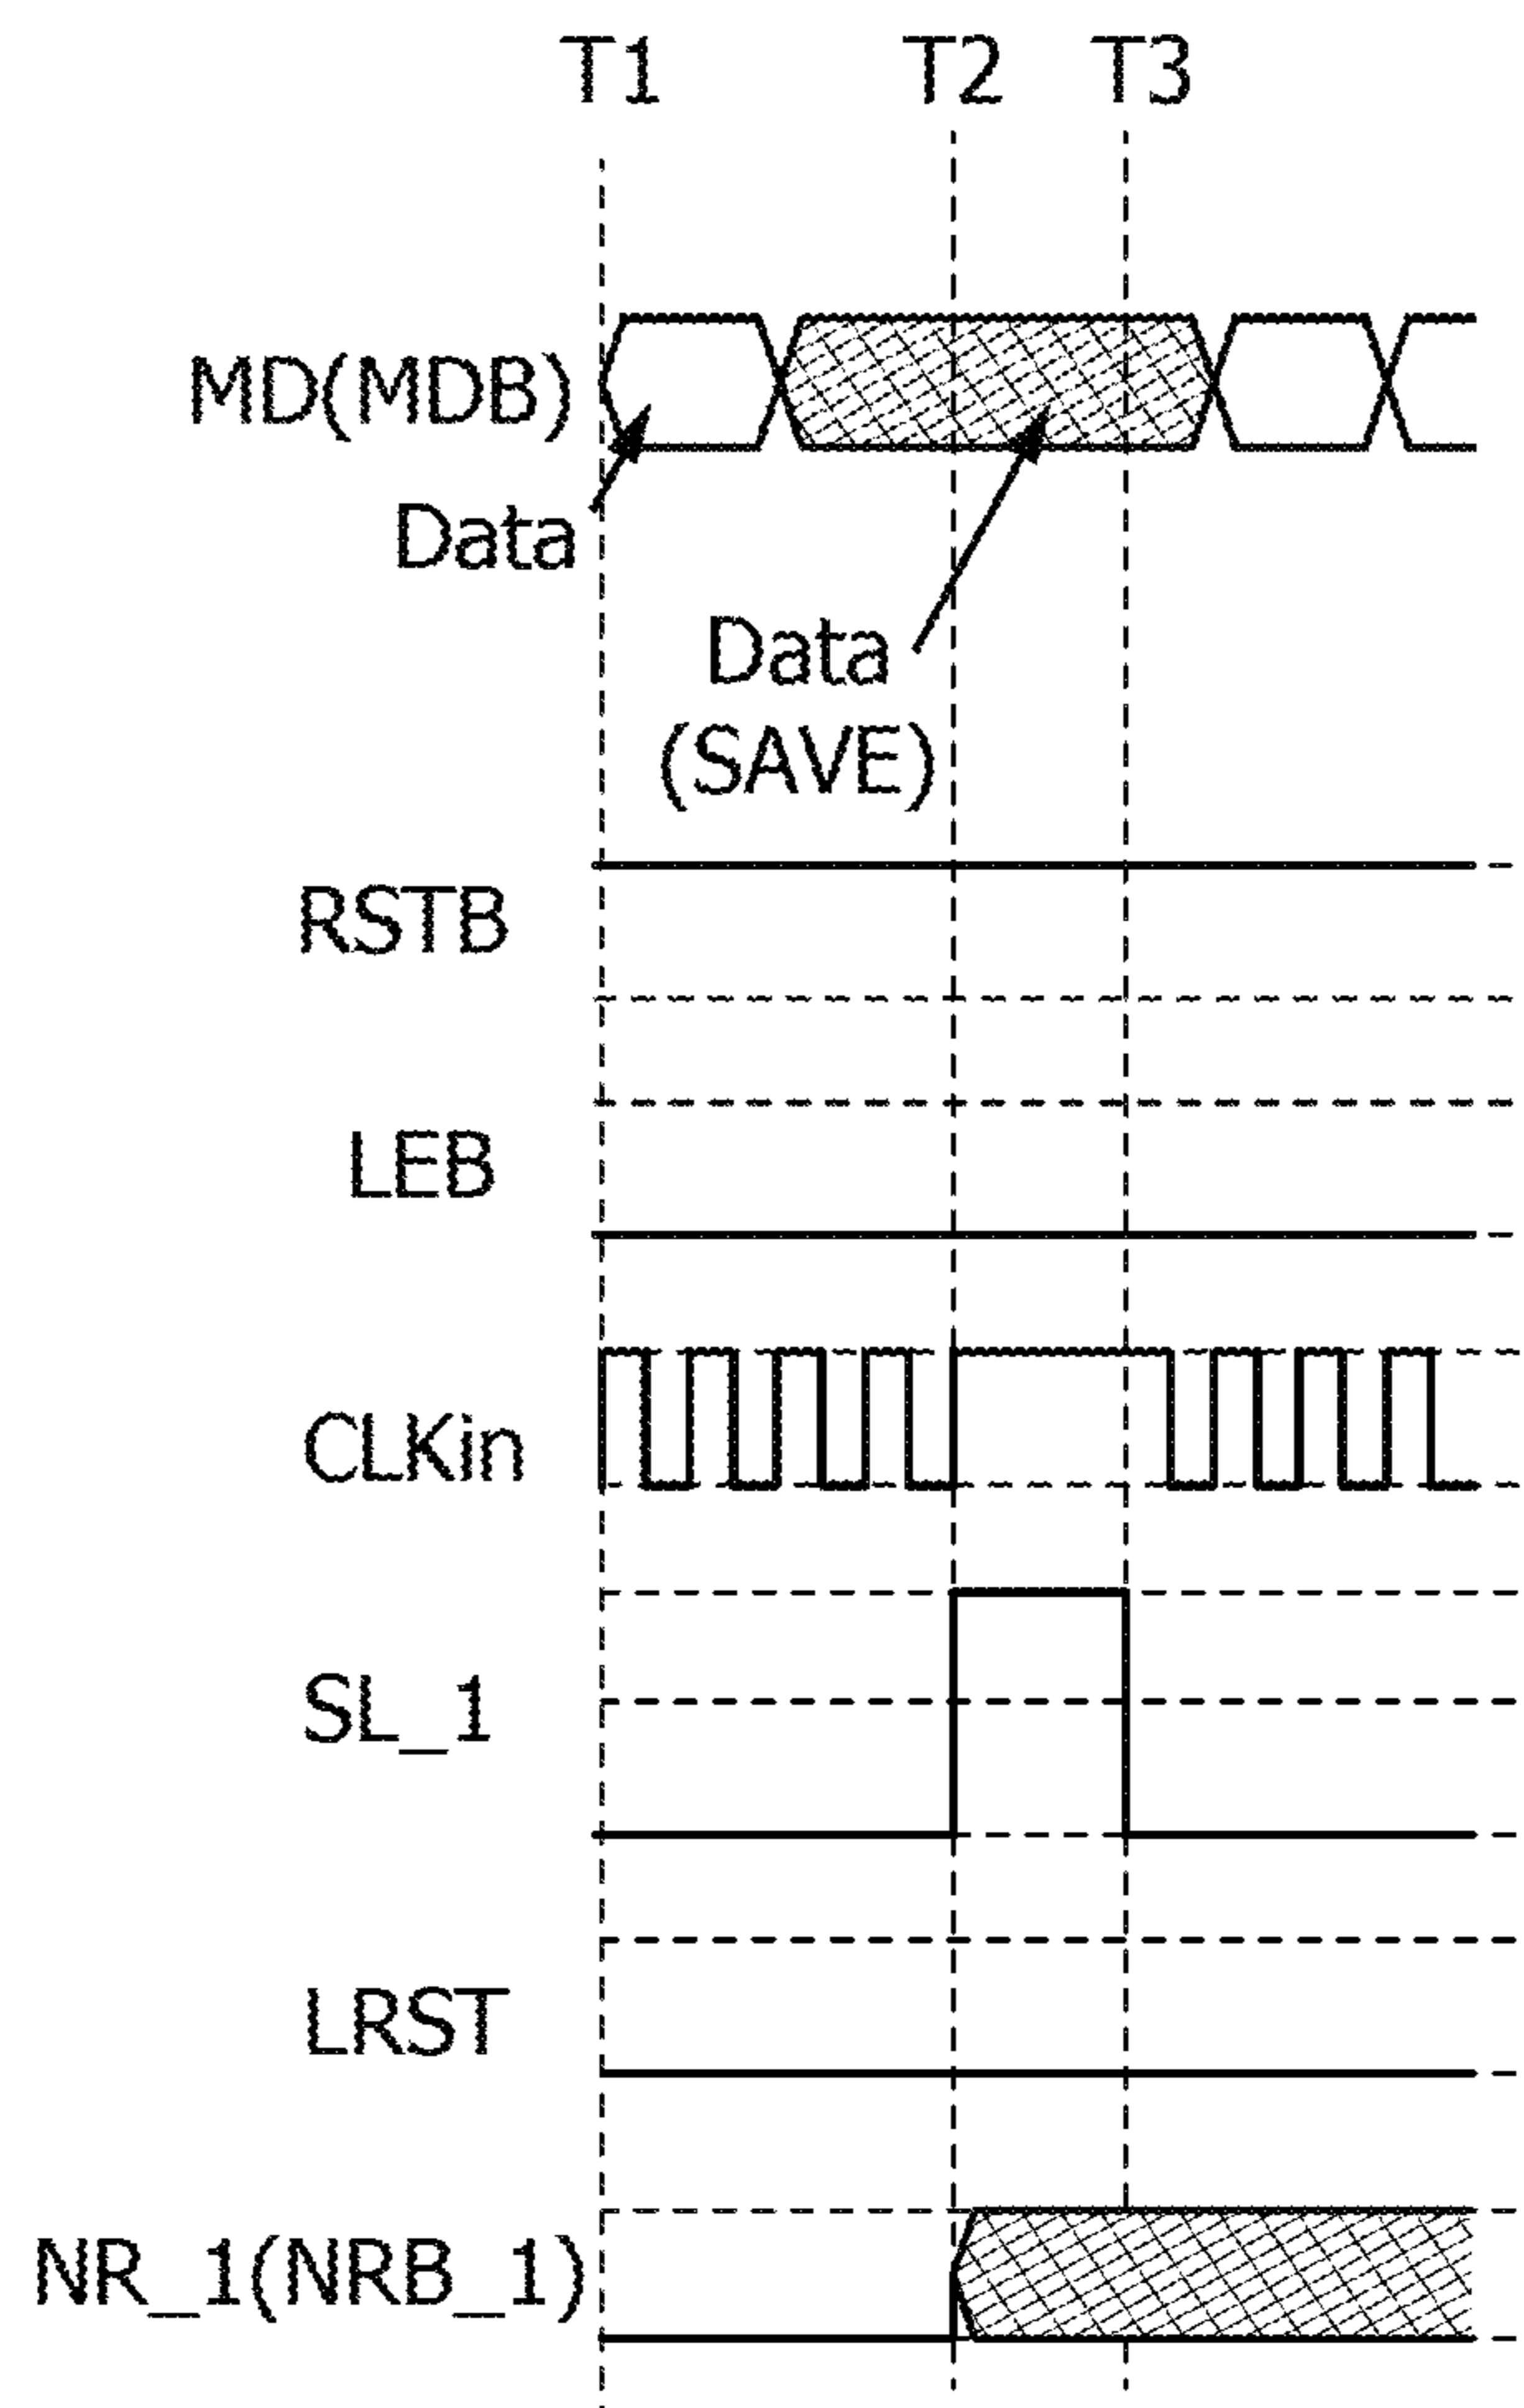 T1 T2 T3
MD(MDB)
Data
Data
(SAVE)
RSTB
LEB
CLKin
SL_1
LRST
NR_1(NRB_1)